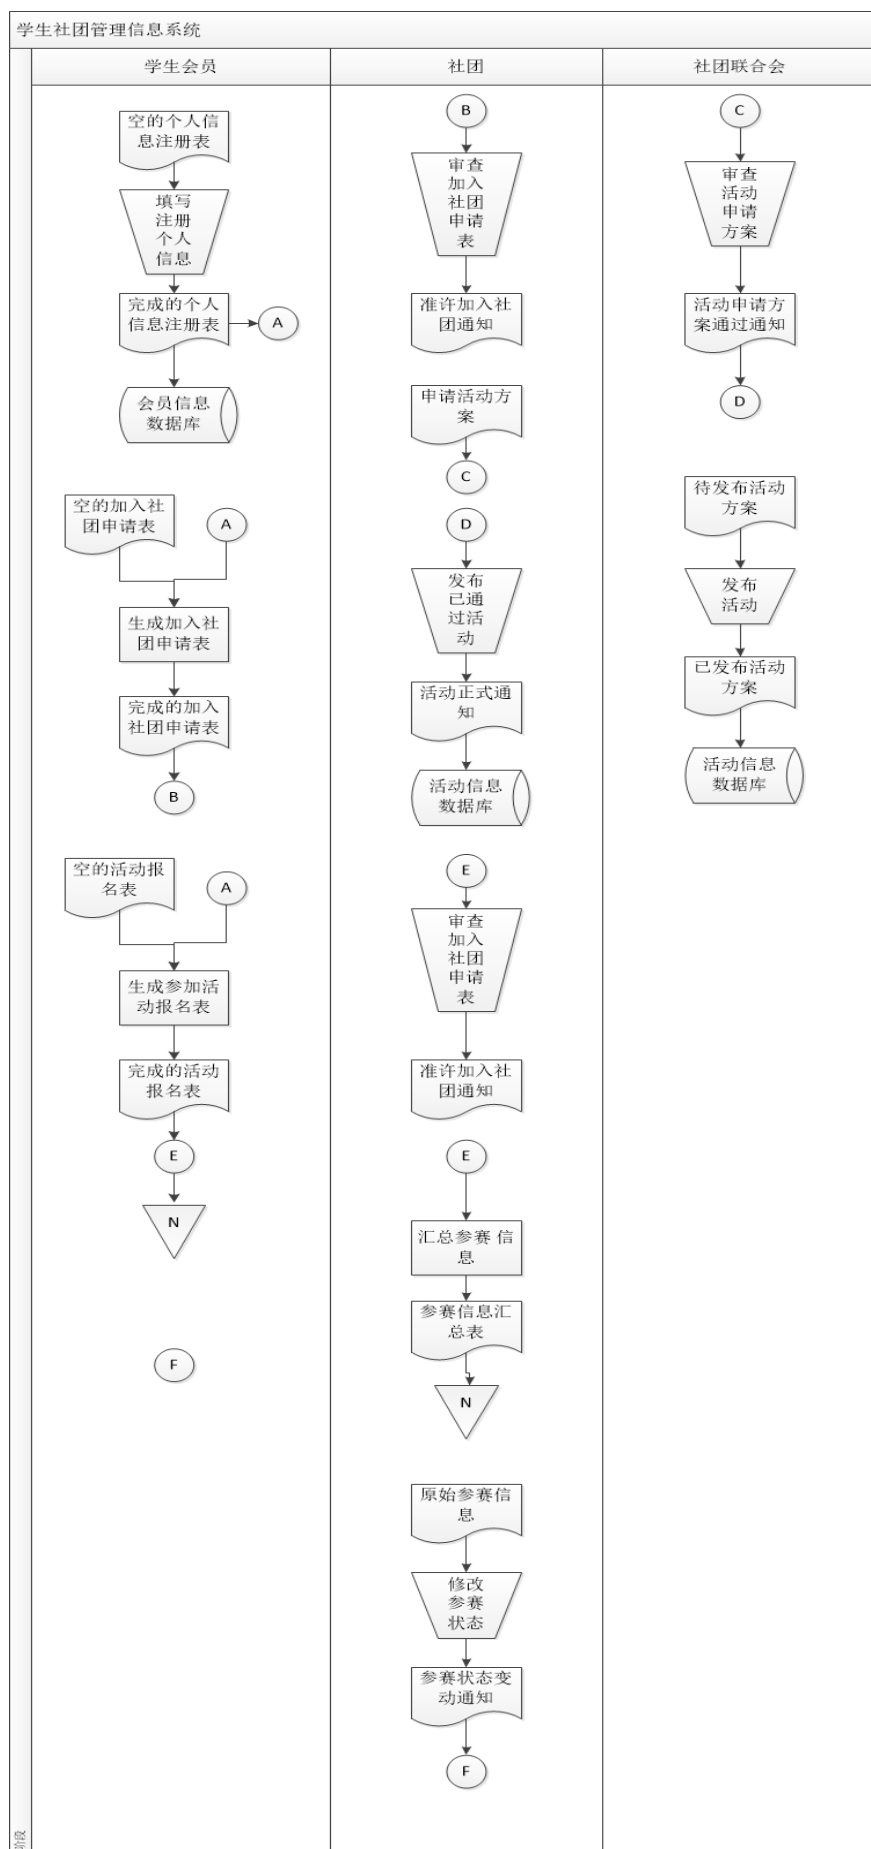 学生社团管理信息系统
学生会员
社团
社团联合会
空的个人信
息注册表
填写
注册
个人
信息
完成的个人
信息注册表
A
会员信息
数据库
空的加入社
团申请表
A
生成加入社
团申请表
完成的加入
社团申请表
B
空的活动报
名表
A
生成参加活
动报名表
完成的活动
报名表
E
N
F
B
审查
加入
社团
申请
表
准许加入社
团通知
申请活动方
案
C
D
发布
已通
过活
动
活动正式通
知
活动信息
数据库
E
审查
加入
社团
申请
表
准许加入社
团通知
E
汇总参赛 信
息
参赛信息汇
总表
N
原始参赛信
息
修改
参赛
状态
参赛状态变
动通知
F
C
审查
活动
申请
方案
活动申请方
案通过通知
D
待发布活动
方案
发布
活动
已发布活动
方案
活动信息
数据库
阶段